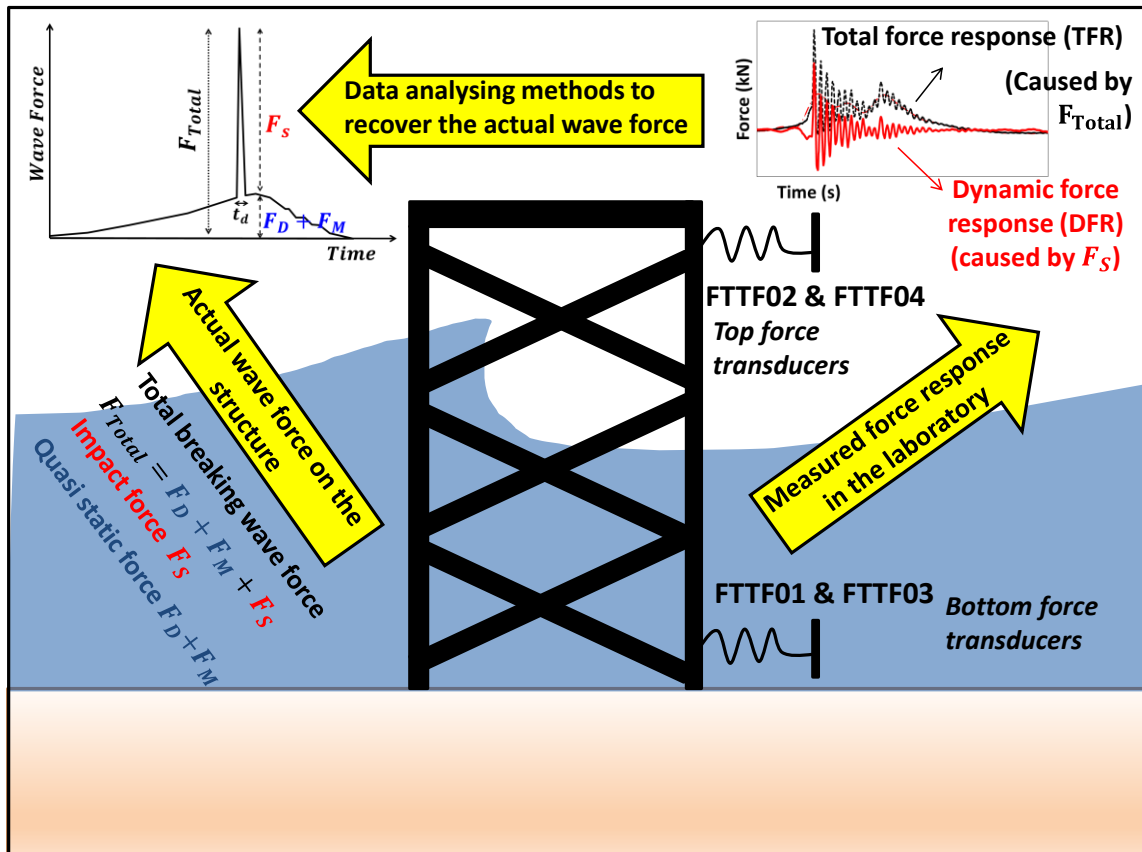 Wave Force
F_Total
F_S
t_d
F_D + F_M
Time
Data analysing methods to
recover the actual wave force
Force (kN)
Time (s)
Total force response (TFR)
(Caused by
F_Total)
Dynamic force
response (DFR)
(caused by F_S)
FTTF02 & FTTF04
Top force
transducers
Actual wave force on the
structure
Total breaking wave force
F_Total = F_D + F_M + F_S
Impact force F_S
Quasi static force F_D+F_M
Measured force response
in the laboratory
FTTF01 & FTTF03
Bottom force
transducers